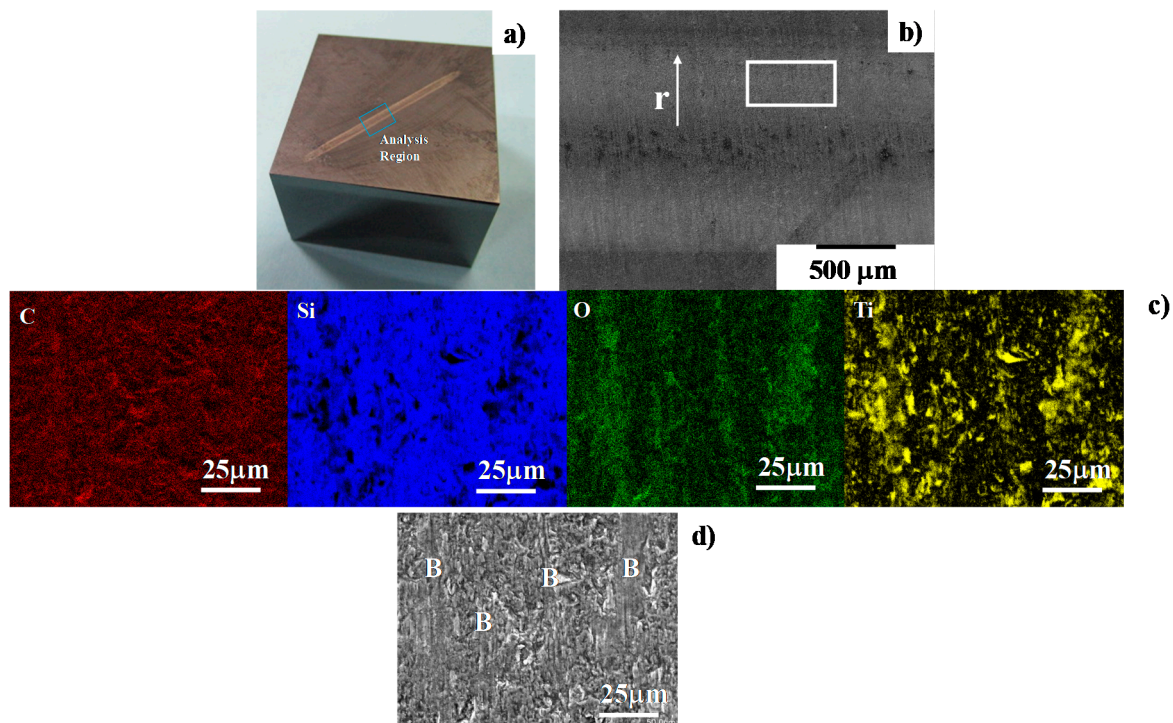 a)
Analysis
Region
b)
r
500 μm
C
Si
O
Ti
c)
25μm
25μm
25μm
25μm
d)
B
B
B
B
25μm